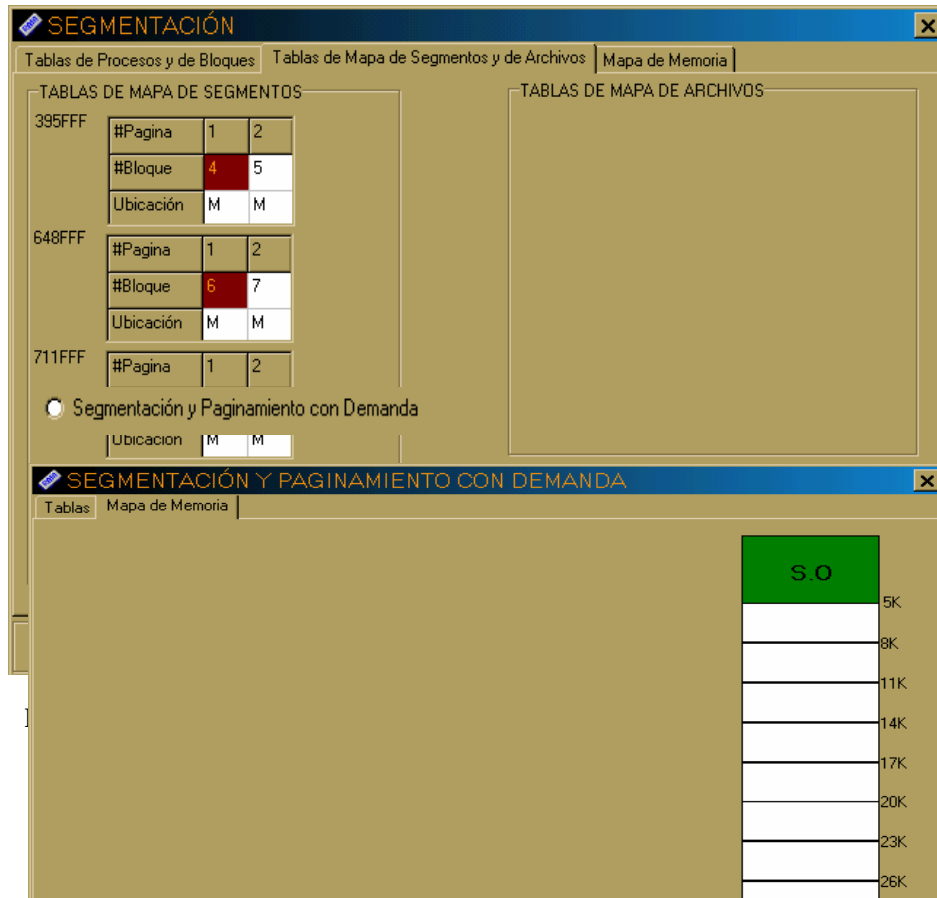 SEGMENTACIÓN
Tablas de Procesos y de Bloques Tablas de Mapa de Segmentos y de Archivos Mapa de Memoria
TABLAS DE MAPA DE SEGMENTOS TABLAS DE MAPA DE ARCHIVOS
395FFF
#Pagina 1 2
#Bloque 4 5
Ubicación M M
648FFF
#Pagina 1 2
#Bloque 6 7
Ubicación M M
711FFF
#Pagina 1 2
Segmentación y Paginamiento con Demanda
Ubicación M M
SEGMENTACIÓN Y PAGINAMIENTO CON DEMANDA
Tablas Mapa de Memoria
S.O
5K
8K
11K
14K
17K
20K
23K
26K